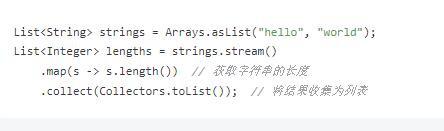 List<String> strings = Arrays.asList("hello", "world");
List<Integer> lengths = strings.stream()
    .map(s -> s.length())  // 获取字符串的长度
    .collect(Collectors.toList());  // 将结果收集为列表